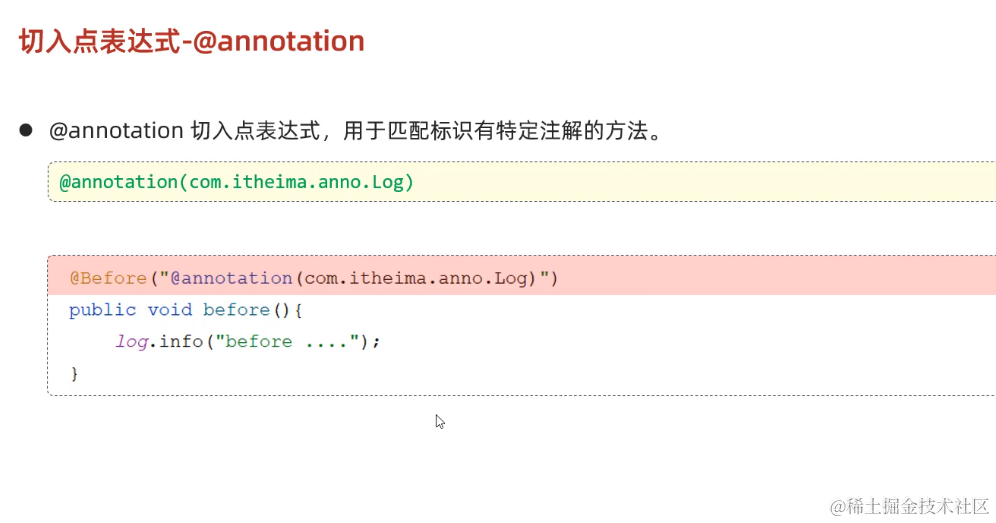 切入点表达式-@annotation
● @annotation 切入点表达式，用于匹配标识有特定注解的方法。
@annotation(com.itheima.anno.Log)
@Before("@annotation(com.itheima.anno.Log)")
public void before(){
    log.info("before ....");
}
@稀土掘金技术社区